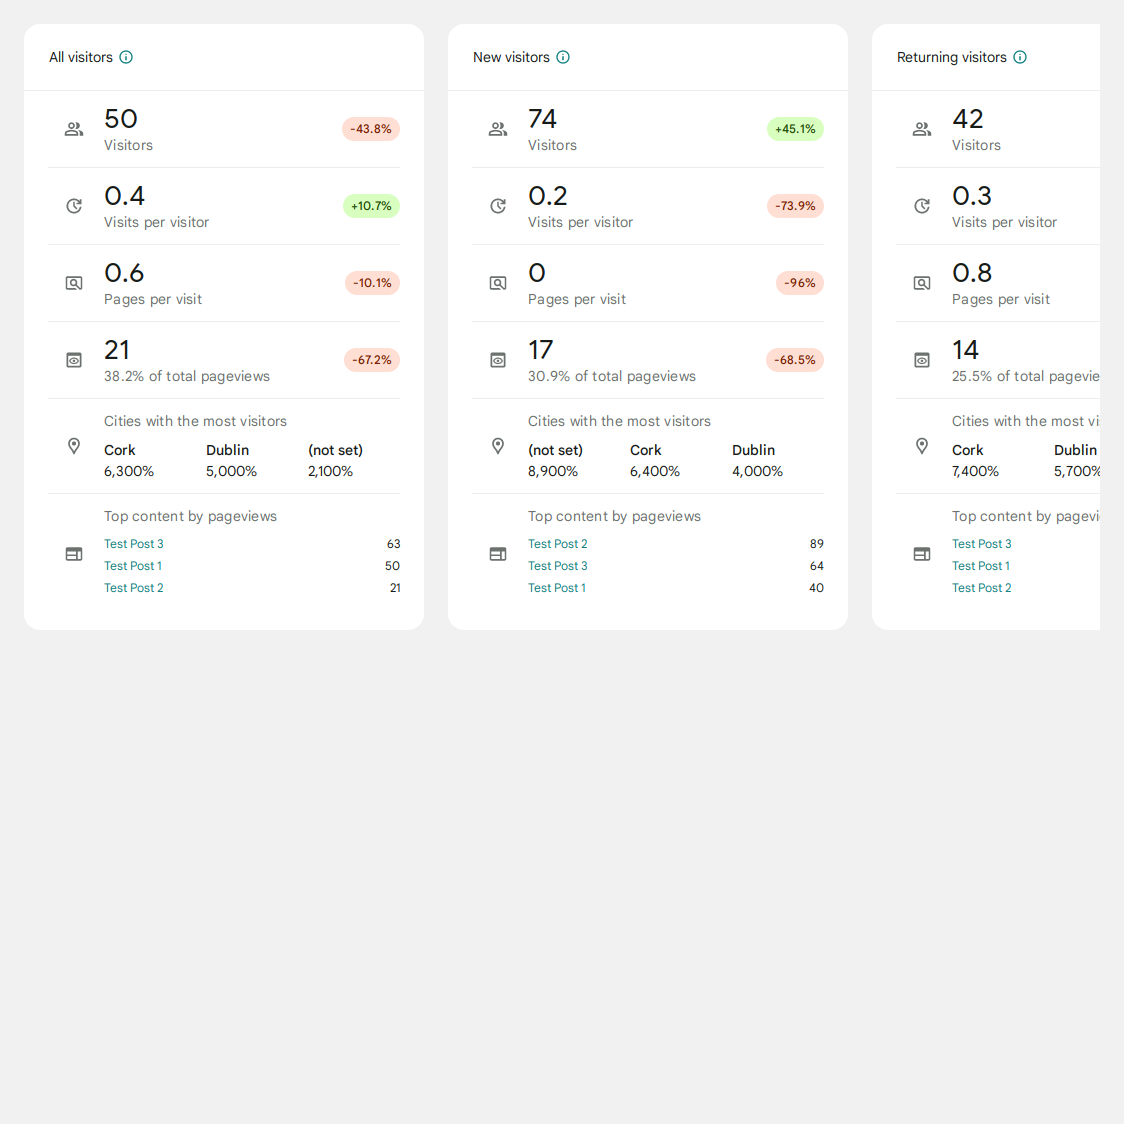 All visitors
50
Visitors
-43.8%
0.4
Visits per visitor
+10.7%
0.6
Pages per visit
-10.1%
21
38.2% of total pageviews
-67.2%
Cities with the most visitors
Cork Dublin (not set)
6,300% 5,000% 2,100%
Top content by pageviews
Test Post 3 63
Test Post 1 50
Test Post 2 21
New visitors
74
Visitors
+45.1%
0.2
Visits per visitor
-73.9%
0
Pages per visit
-96%
17
30.9% of total pageviews
-68.5%
Cities with the most visitors
(not set) Cork Dublin
8,900% 6,400% 4,000%
Top content by pageviews
Test Post 2 89
Test Post 3 64
Test Post 1 40
Returning visitors
42
Visitors
0.3
Visits per visitor
0.8
Pages per visit
14
25.5% of total pagevie
Cities with the most vi
Cork Dublin
7,400% 5,700%
Top content by pagevi
Test Post 3
Test Post 1
Test Post 2